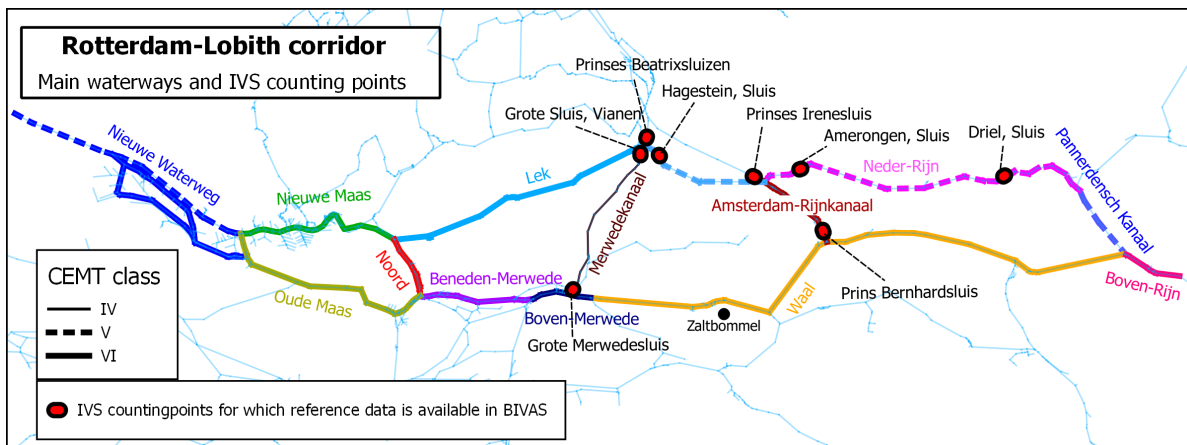 Rotterdam-Lobith corridor
Main waterways and IVS counting points
Prinses Beatrixsluizen
Hagestein, Sluis
Grote Sluis, Vianen
Prinses Irenesluis
Amerongen, Sluis
Driel, Sluis
Nieuwe Waterweg
Nieuwe Maas
Lek
Neder-Rijn
Pannerdensch Kanaal
Amsterdam-Rijnkanaal
Merwedekanaal
Noord
Oude Maas
Beneden-Merwede
Boven-Merwede
Waal
Boven-Rijn
Prins Bernhardsluis
Zaltbommel
Grote Merwedesluis
CEMT class
IV
V
VI
IVS countingpoints for which reference data is available in BIVAS